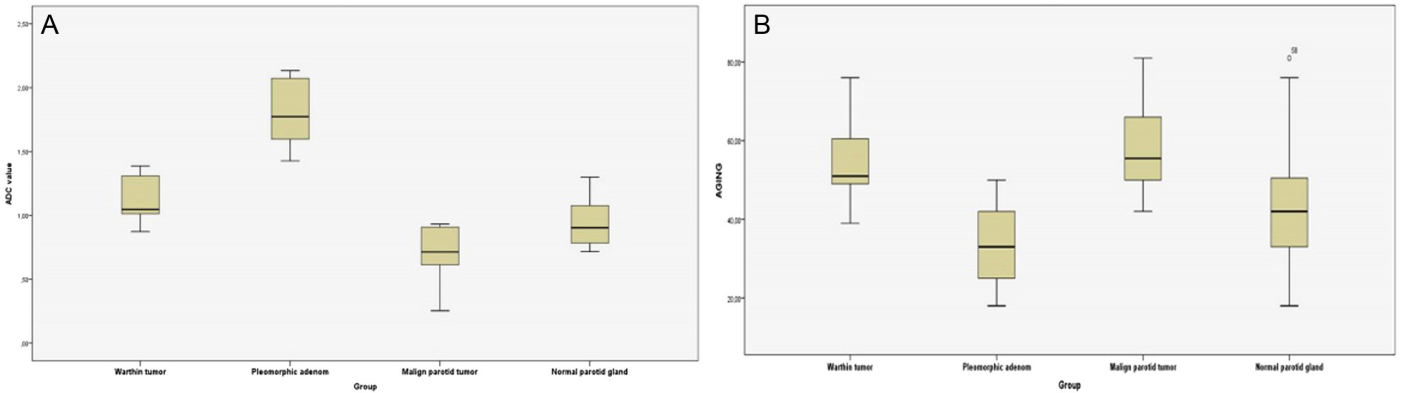 A
2,50
2,00
1,50
1,00
,50
,00
ADC value
Warthin tumor Pleomorphic adenom Malign parotid tumor Normal parotid gland
Group
B
80,00
60,00
40,00
20,00
AGING
58
Warthin tumor Pleomorphic adenom Malign parotid tumor Normal parotid gland
Group